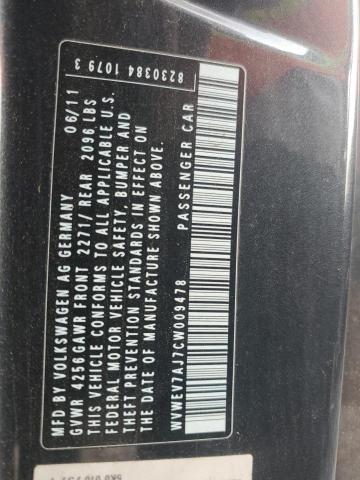 8230384 1079 3
MFD BY VOLKSWAGEN AG GERMANY 06/11
GVWR 4256GAWR FRONT 2271/ REAR 2096 LBS
THIS VEHICLE CONFORMS TO ALL APPLICABLE U.S.
FEDERAL MOTOR VEHICLE SAFETY, BUMPER AND
THEFT PREVENTION STANDARDS IN EFFECT ON
THE DATE OF MANUFACTURE SHOWN ABOVE.
WVWEV7AJ7CW009478 PASSENGER CAR